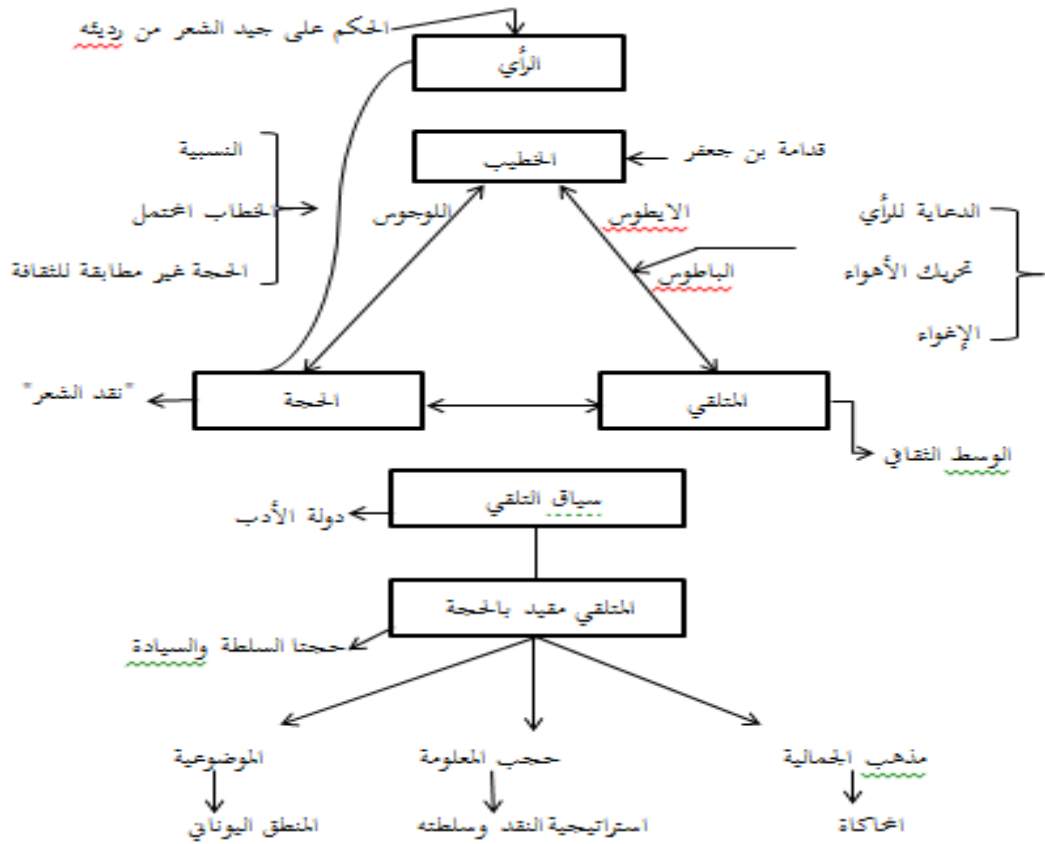 الحكم على جيد الشعر من رديئه
الرأي
الخطيب
قدامة بن جعفر
النسبية
الخطاب المحتمل
الحجة غير مطابقة للثقافة
اللوجوس
الايطوس
الباطوس
الدعاية للرأي
تحريك الأهواء
الإغواء
"نقد الشعر"
الحجة
المتلقي
الوسط الثقافي
سياق التلقي
دولة الأدب
المتلقي مقيد بالحجة
حجتا السلطة والسيادة
مذهب الجمالية
حجب المعلومة
الموضوعية
المحاكاة
استراتيجية النقد وسلطته
المنطق اليوناني